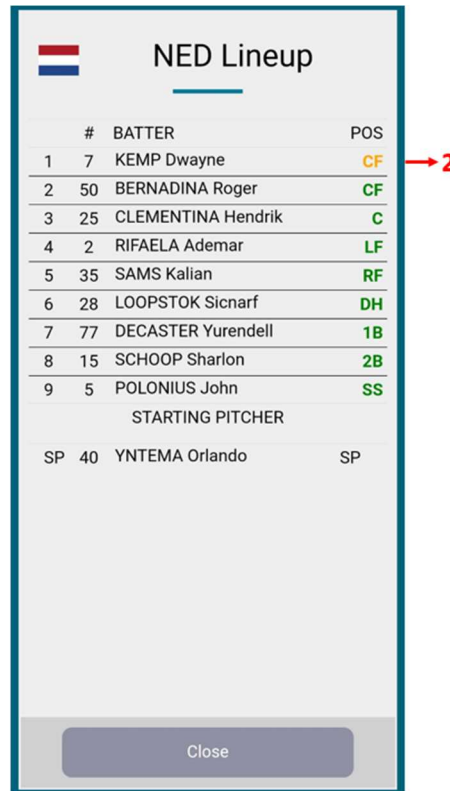 NED Lineup
# BATTER POS
1 7 KEMP Dwayne CF 2
2 50 BERNADINA Roger CF
3 25 CLEMENTINA Hendrik C
4 2 RIFAELA Ademar LF
5 35 SAMS Kalian RF
6 28 LOOPSTOK Sicnarf DH
7 77 DECASTER Yurendell 1B
8 15 SCHOOP Sharlon 2B
9 5 POLONIUS John SS
STARTING PITCHER
SP 40 YNTEMA Orlando SP
Close